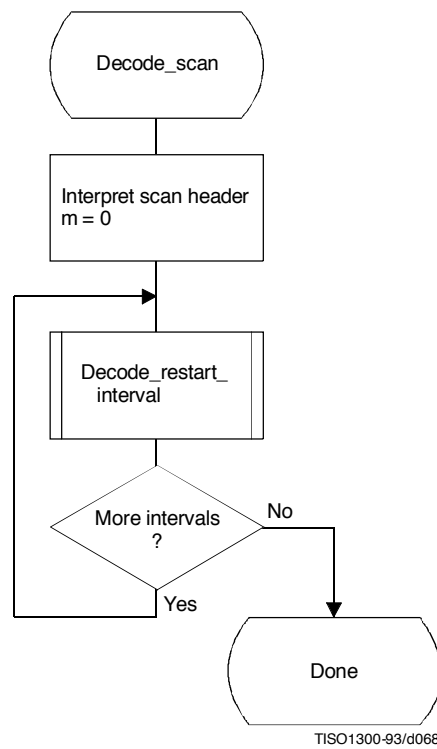 Decode_scan
Interpret scan header
m = 0
Decode_restart_
interval
More intervals
?
No
Yes
Done
TISO1300-93/d068